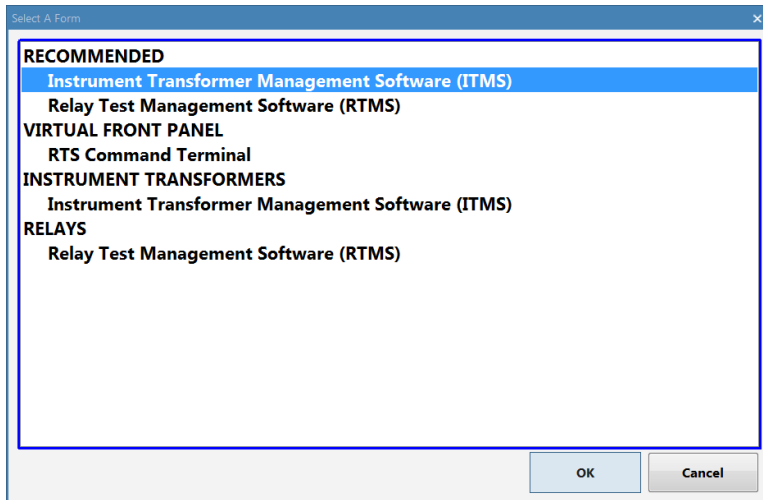 Select A Form
RECOMMENDED
Instrument Transformer Management Software (ITMS)
Relay Test Management Software (RTMS)
VIRTUAL FRONT PANEL
RTS Command Terminal
INSTRUMENT TRANSFORMERS
Instrument Transformer Management Software (ITMS)
RELAYS
Relay Test Management Software (RTMS)
OK Cancel